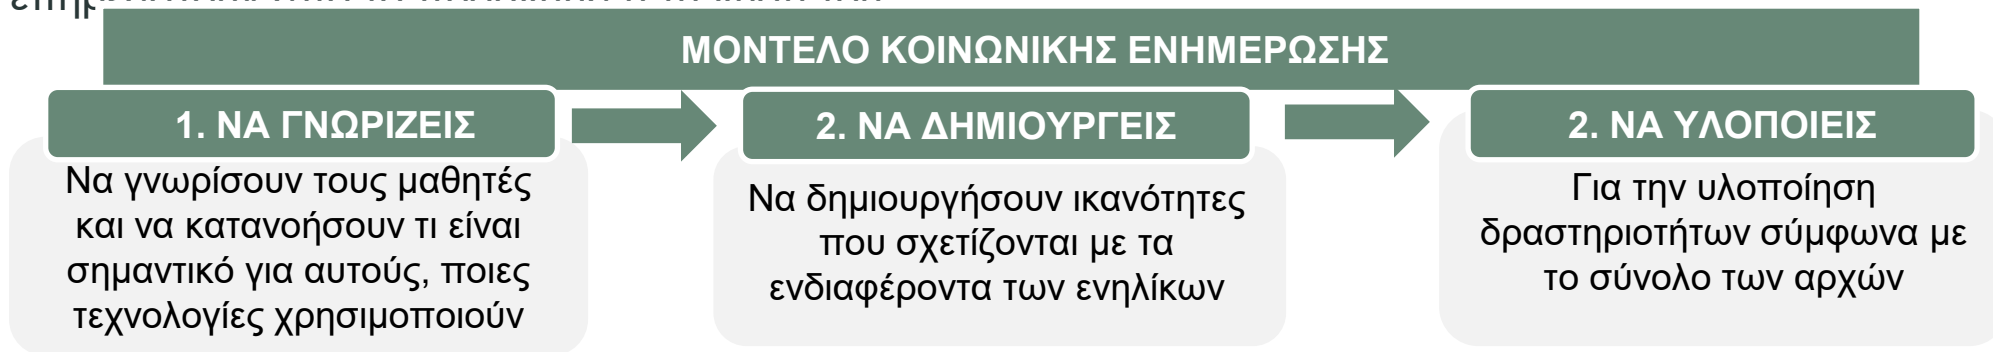 ΜΟΝΤΕΛΟ ΚΟΙΝΩΝΙΚΗΣ ΕΝΗΜΕΡΩΣΗΣ
1. ΝΑ ΓΝΩΡΙΖΕΙΣ
Να γνωρίσουν τους μαθητές
και να κατανοήσουν τι είναι
σημαντικό για αυτούς, ποιες
τεχνολογίες χρησιμοποιούν
2. ΝΑ ΔΗΜΙΟΥΡΓΕΙΣ
Να δημιουργήσουν ικανότητες
που σχετίζονται με τα
ενδιαφέροντα των ενηλίκων
2. ΝΑ ΥΛΟΠΟΙΕΙΣ
Για την υλοποίηση
δραστηριοτήτων σύμφωνα με
το σύνολο των αρχών